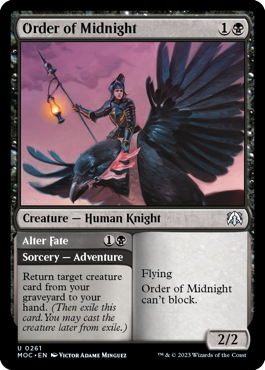 Order of Midnight 1
Creature — Human Knight
Alter Fate 1
Sorcery — Adventure
Return target creature
card from your
graveyard to your
hand. (Then exile this
card. You may cast the
creature later from exile.)
Flying
Order of Midnight
can't block.
2/2
U 0261
MOC • EN VICTOR ADAME MINGUEZ
™ & © 2023 Wizards of the Coast